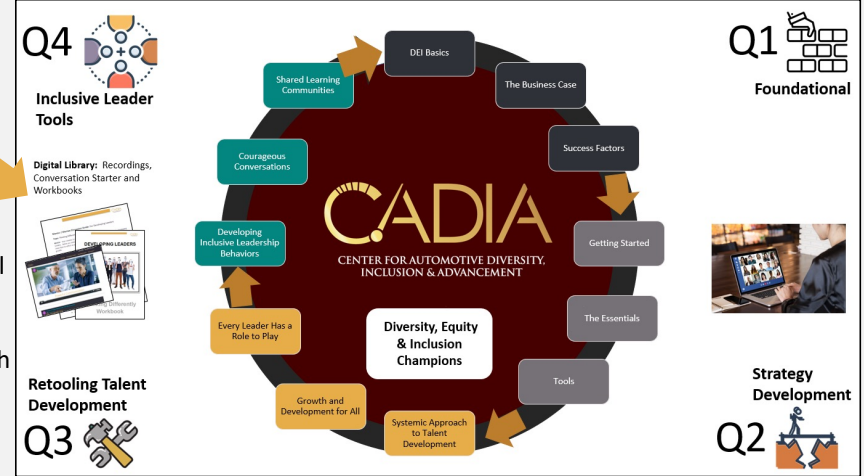 Q4
Inclusive Leader
Tools
Digital Library: Recordings,
Conversation Starter and
Workbooks
DEVELOPING LEADERS
Differently
Workbook
Retooling Talent
Development
Q3
Q1
Foundational
Strategy
Development
Q2
DEI Basics
The Business Case
Success Factors
Getting Started
The Essentials
Tools
Systemic Approach
to Talent
Development
Growth and
Development for All
Every Leader Has a
Role to Play
Developing
Inclusive Leadership
Behaviors
Courageous
Conversations
Shared Learning
Communities
CADIA
CENTER FOR AUTOMOTIVE DIVERSITY,
INCLUSION & ADVANCEMENT
Diversity, Equity
& Inclusion
Champions